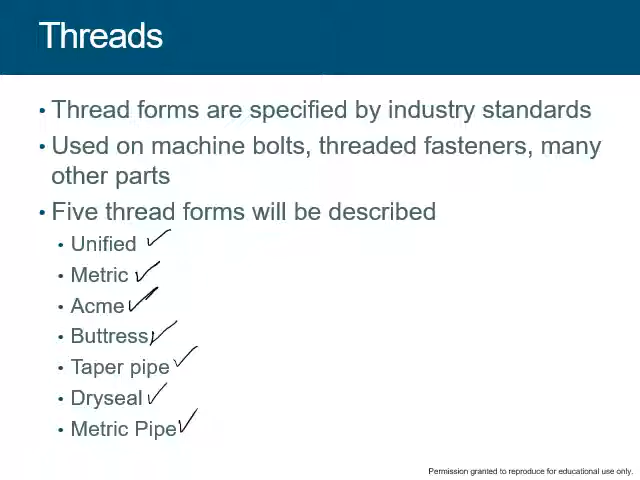 Threads
• Thread forms are specified by industry standards
• Used on machine bolts, threaded fasteners, many
other parts
• Five thread forms will be described
• Unified ✓
• Metric ✓
• Acme ✓
• Buttress ✓
• Taper pipe ✓
• Dryseal ✓
• Metric Pipe ✓
Permission granted to reproduce for educational use only.